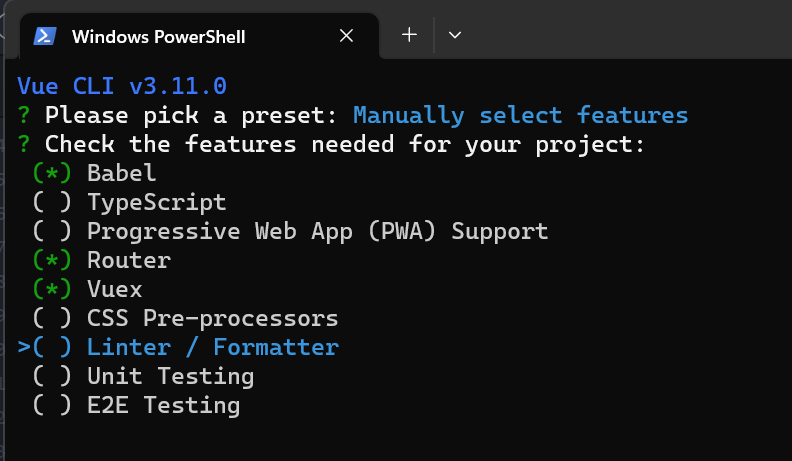 Windows PowerShell
Vue CLI v3.11.0
? Please pick a preset: Manually select features
? Check the features needed for your project:
(*) Babel
( ) TypeScript
( ) Progressive Web App (PWA) Support
(*) Router
(*) Vuex
( ) CSS Pre-processors
>( ) Linter / Formatter
( ) Unit Testing
( ) E2E Testing